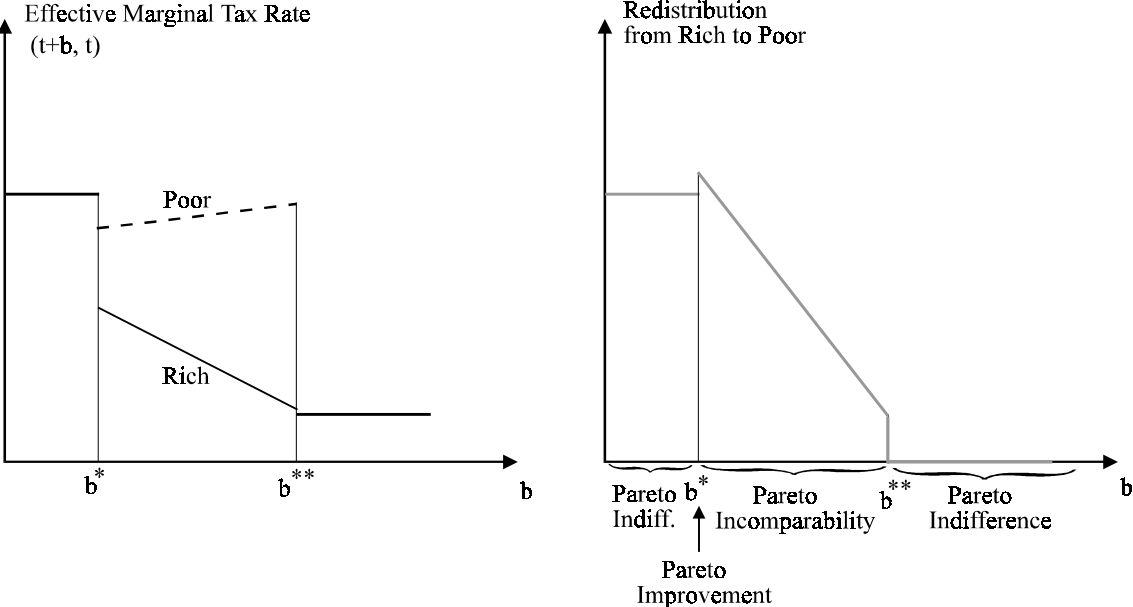 Effective Marginal Tax Rate
(t+b, t)
Poor
Rich
b*
b**
b
Redistribution
from Rich to Poor
b*
b**
b
Pareto
Indiff.
Pareto
Incomparability
Pareto
Indifference
Pareto
Improvement